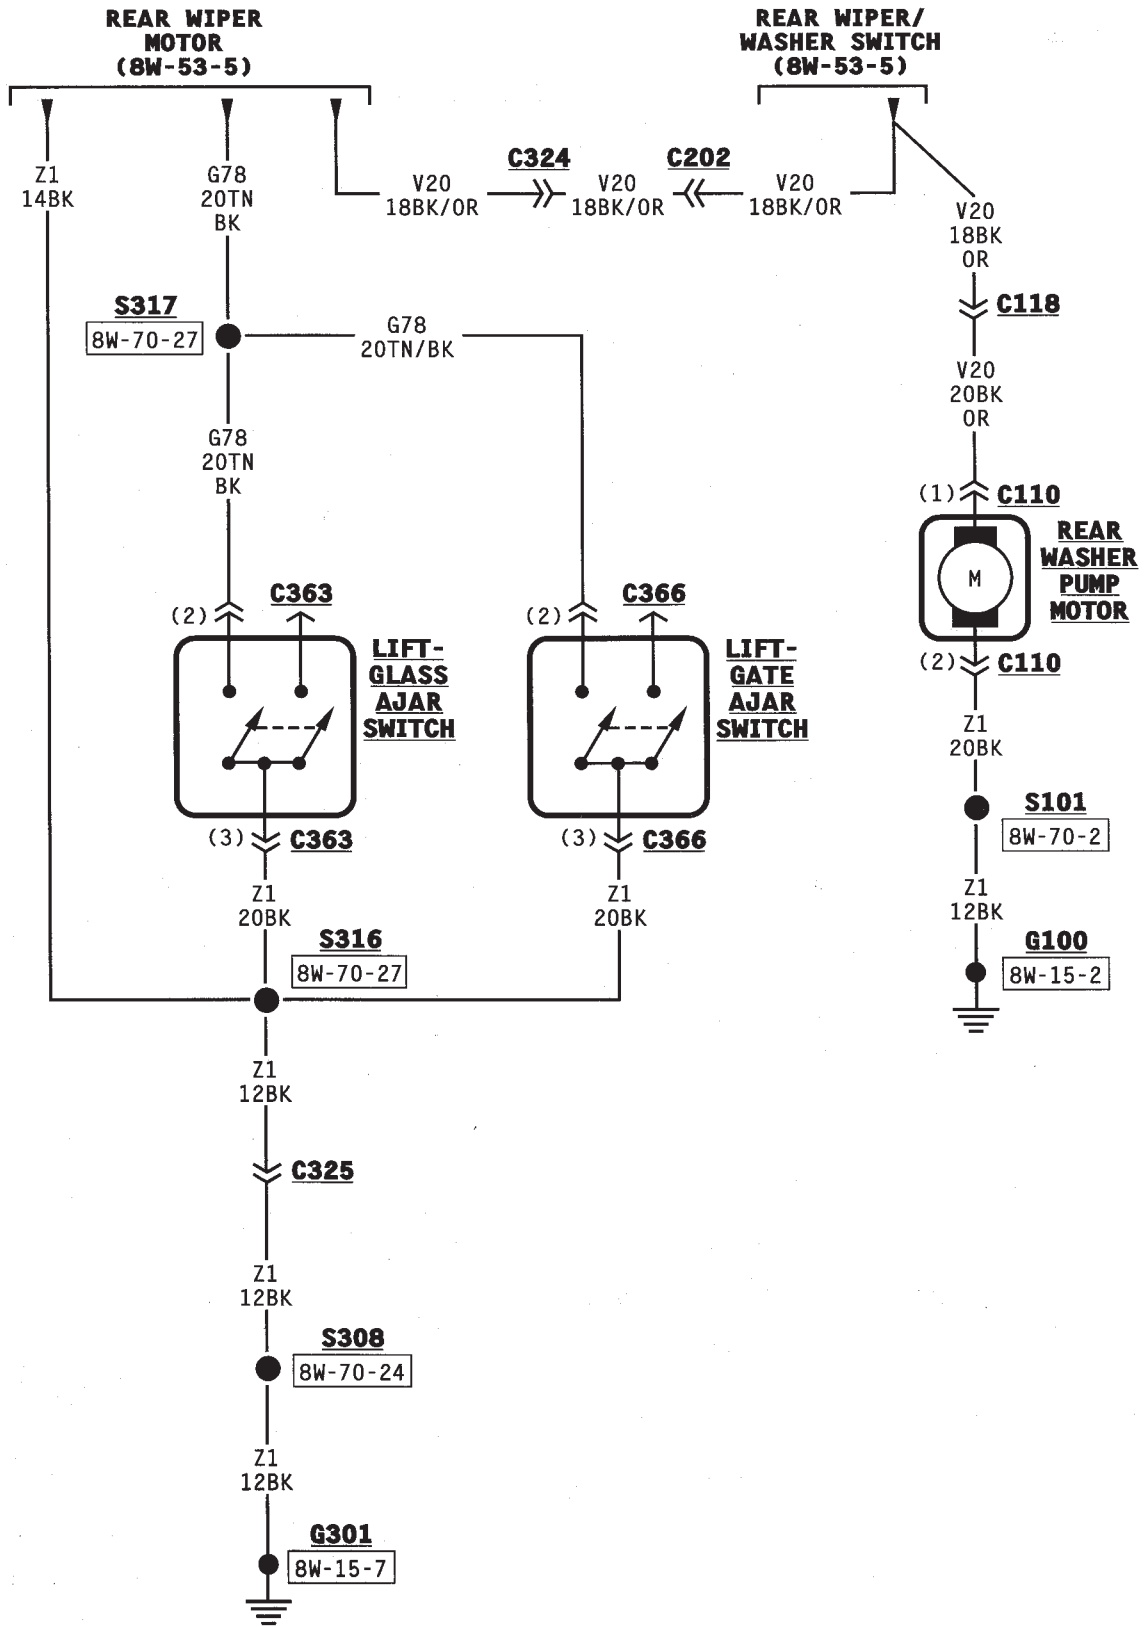 REAR WIPER
MOTOR
(8W-53-5)
REAR WIPER/
WASHER SWITCH
(8W-53-5)
Z1
14BK
G78
20TN
BK
V20
18BK/OR
C324
V20
18BK/OR
C202
V20
18BK/OR
V20
18BK
OR
C118
V20
20BK
OR
S317
8W-70-27
G78
20TN/BK
G78
20TN
BK
(1)
C110
REAR
WASHER
PUMP
MOTOR
M
(2)
C110
(2)
C363
LIFT-
GLASS
AJAR
SWITCH
(2)
C366
LIFT-
GATE
AJAR
SWITCH
(3)
C363
(3)
C366
Z1
20BK
Z1
20BK
Z1
20BK
S101
8W-70-2
Z1
12BK
G100
8W-15-2
S316
8W-70-27
Z1
12BK
C325
Z1
12BK
S308
8W-70-24
Z1
12BK
G301
8W-15-7